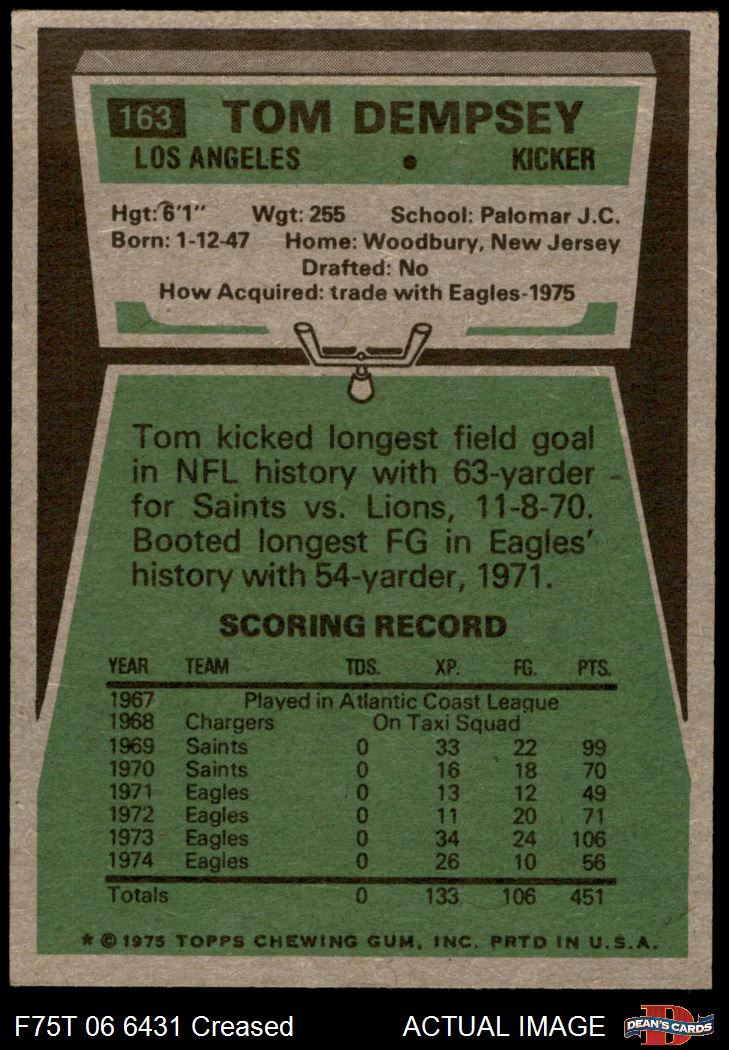 163 TOM DEMPSEY
LOS ANGELES • KICKER
Hgt: 6'1" Wgt: 255 School: Palomar J.C.
Born: 1-12-47 Home: Woodbury, New Jersey
Drafted: No
How Acquired: trade with Eagles-1975
Tom kicked longest field goal
in NFL history with 63-yarder
for Saints vs. Lions, 11-8-70.
Booted longest FG in Eagles'
history with 54-yarder, 1971.
SCORING RECORD
YEAR TEAM TDS. XP. FG. PTS.
1967 Played in Atlantic Coast League
1968 Chargers On Taxi Squad
1969 Saints 0 33 22 99
1970 Saints 0 16 18 70
1971 Eagles 0 13 12 49
1972 Eagles 0 11 20 71
1973 Eagles 0 34 24 106
1974 Eagles 0 26 10 56
Totals 0 133 106 451
* © 1975 TOPPS CHEWING GUM, INC. PRTD IN U.S.A.
F75T 06 6431 Creased ACTUAL IMAGE D DEAN'S CARDS